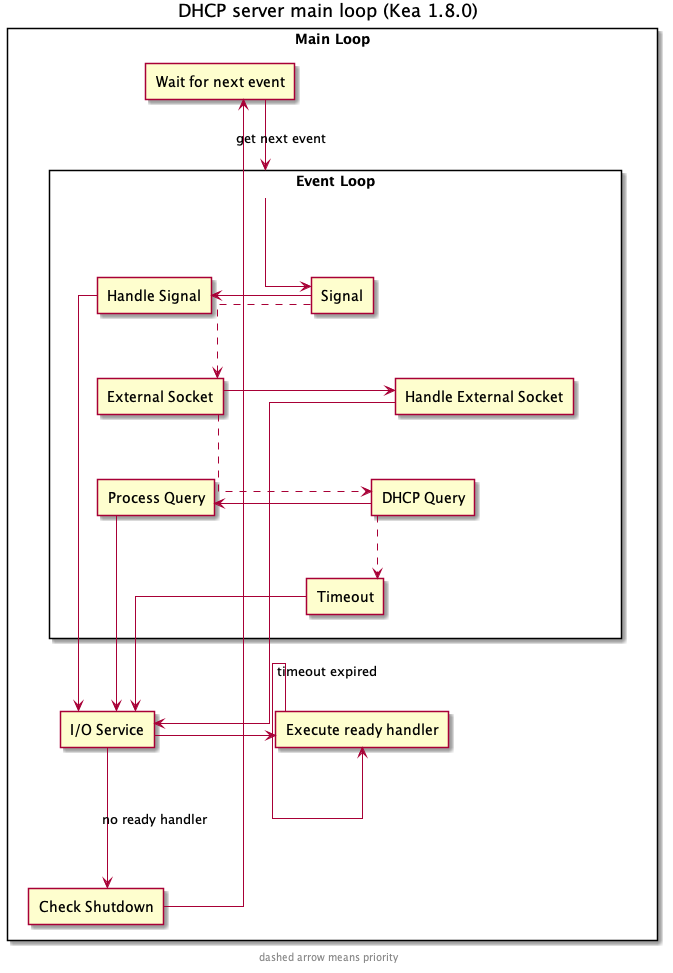 DHCP server main loop (Kea 1.8.0)
Main Loop
Wait for next event
get next event
Event Loop
Handle Signal
Signal
External Socket
Handle External Socket
Process Query
DHCP Query
Timeout
timeout expired
I/O Service
Execute ready handler
no ready handler
Check Shutdown
dashed arrow means priority